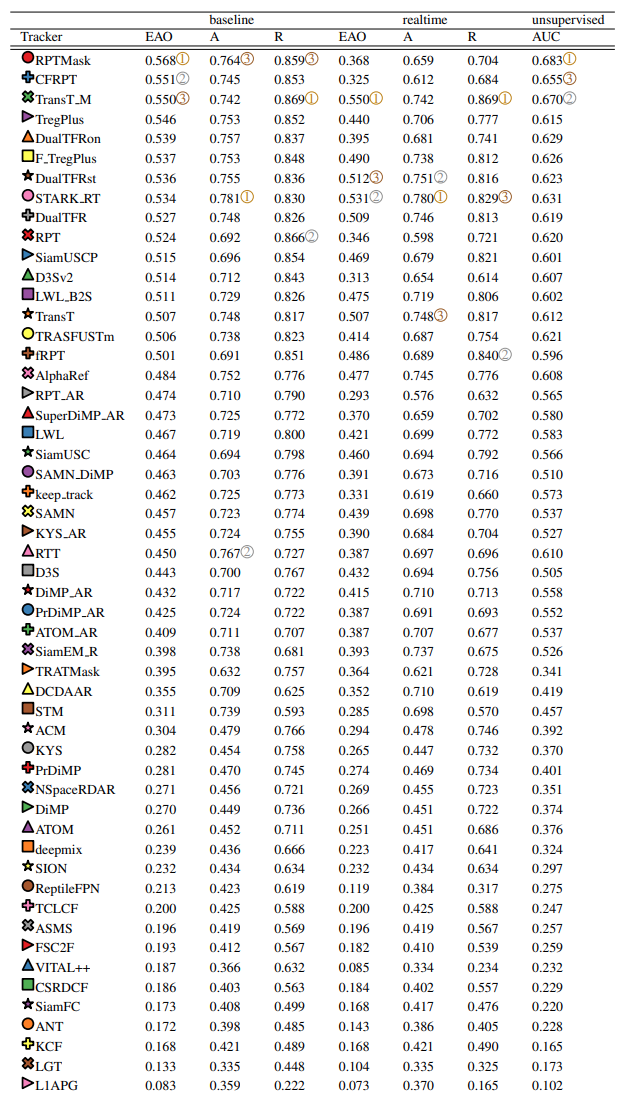 baseline realtime unsupervised
Tracker EAO A R EAO A R AUC
RPTMask 0.568① 0.764③ 0.859③ 0.368 0.659 0.704 0.683①
CFRPT 0.551② 0.745 0.853 0.325 0.612 0.684 0.655③
TransT_M 0.550③ 0.742 0.869① 0.550① 0.742 0.869① 0.670②
TregPlus 0.546 0.753 0.852 0.440 0.706 0.777 0.615
DualTFRon 0.539 0.757 0.837 0.395 0.681 0.741 0.629
F_TregPlus 0.537 0.753 0.848 0.490 0.738 0.812 0.626
DualTFRst 0.536 0.755 0.836 0.512③ 0.751② 0.816 0.623
STARK_RT 0.534 0.781① 0.830 0.531② 0.780① 0.829③ 0.631
DualTFR 0.527 0.748 0.826 0.509 0.746 0.813 0.619
RPT 0.524 0.692 0.866② 0.346 0.598 0.721 0.620
SiamUSCP 0.515 0.696 0.854 0.469 0.679 0.821 0.601
D3Sv2 0.514 0.712 0.843 0.313 0.654 0.614 0.607
LWL_B2S 0.511 0.729 0.826 0.475 0.719 0.806 0.602
TransT 0.507 0.748 0.817 0.507 0.748③ 0.817 0.612
TRASFUSTm 0.506 0.738 0.823 0.414 0.687 0.754 0.621
fRPT 0.501 0.691 0.851 0.486 0.689 0.840② 0.596
AlphaRef 0.484 0.752 0.776 0.477 0.745 0.776 0.608
RPT_AR 0.474 0.710 0.790 0.293 0.576 0.632 0.565
SuperDiMP_AR 0.473 0.725 0.772 0.370 0.659 0.702 0.580
LWL 0.467 0.719 0.800 0.421 0.699 0.772 0.583
SiamUSC 0.464 0.694 0.798 0.460 0.694 0.792 0.566
SAMN_DiMP 0.463 0.703 0.776 0.391 0.673 0.716 0.510
keep_track 0.462 0.725 0.773 0.331 0.619 0.660 0.573
SAMN 0.457 0.723 0.774 0.439 0.698 0.770 0.537
KYS_AR 0.455 0.724 0.755 0.390 0.684 0.704 0.527
RTT 0.450 0.767② 0.727 0.387 0.697 0.696 0.610
D3S 0.443 0.700 0.767 0.432 0.694 0.756 0.505
DiMP_AR 0.432 0.717 0.722 0.415 0.710 0.713 0.558
PrDiMP_AR 0.425 0.724 0.722 0.387 0.691 0.693 0.552
ATOM_AR 0.409 0.711 0.707 0.387 0.707 0.677 0.537
SiamEM_R 0.398 0.738 0.681 0.393 0.737 0.675 0.526
TRATMask 0.395 0.632 0.757 0.364 0.621 0.728 0.341
DCDAAR 0.355 0.709 0.625 0.352 0.710 0.619 0.419
STM 0.311 0.739 0.593 0.285 0.698 0.570 0.457
ACM 0.304 0.479 0.766 0.294 0.478 0.746 0.392
KYS 0.282 0.454 0.758 0.265 0.447 0.732 0.370
PrDiMP 0.281 0.470 0.745 0.274 0.469 0.734 0.401
NSpaceRDAR 0.271 0.456 0.721 0.269 0.455 0.723 0.351
DiMP 0.270 0.449 0.736 0.266 0.451 0.722 0.374
ATOM 0.261 0.452 0.711 0.251 0.451 0.686 0.376
deepmix 0.239 0.436 0.666 0.223 0.417 0.641 0.324
SION 0.232 0.434 0.634 0.232 0.434 0.634 0.297
ReptileFPN 0.213 0.423 0.619 0.119 0.384 0.317 0.275
TCLCF 0.200 0.425 0.588 0.200 0.425 0.588 0.247
ASMS 0.196 0.419 0.569 0.196 0.419 0.567 0.257
FSC2F 0.193 0.412 0.567 0.182 0.410 0.539 0.259
VITAL++ 0.187 0.366 0.632 0.085 0.334 0.234 0.232
CSRDCF 0.186 0.403 0.563 0.184 0.402 0.557 0.229
SiamFC 0.173 0.408 0.499 0.168 0.417 0.476 0.220
ANT 0.172 0.398 0.485 0.143 0.386 0.405 0.228
KCF 0.168 0.421 0.489 0.168 0.421 0.490 0.165
LGT 0.133 0.335 0.448 0.104 0.335 0.325 0.173
L1APG 0.083 0.359 0.222 0.073 0.370 0.165 0.102